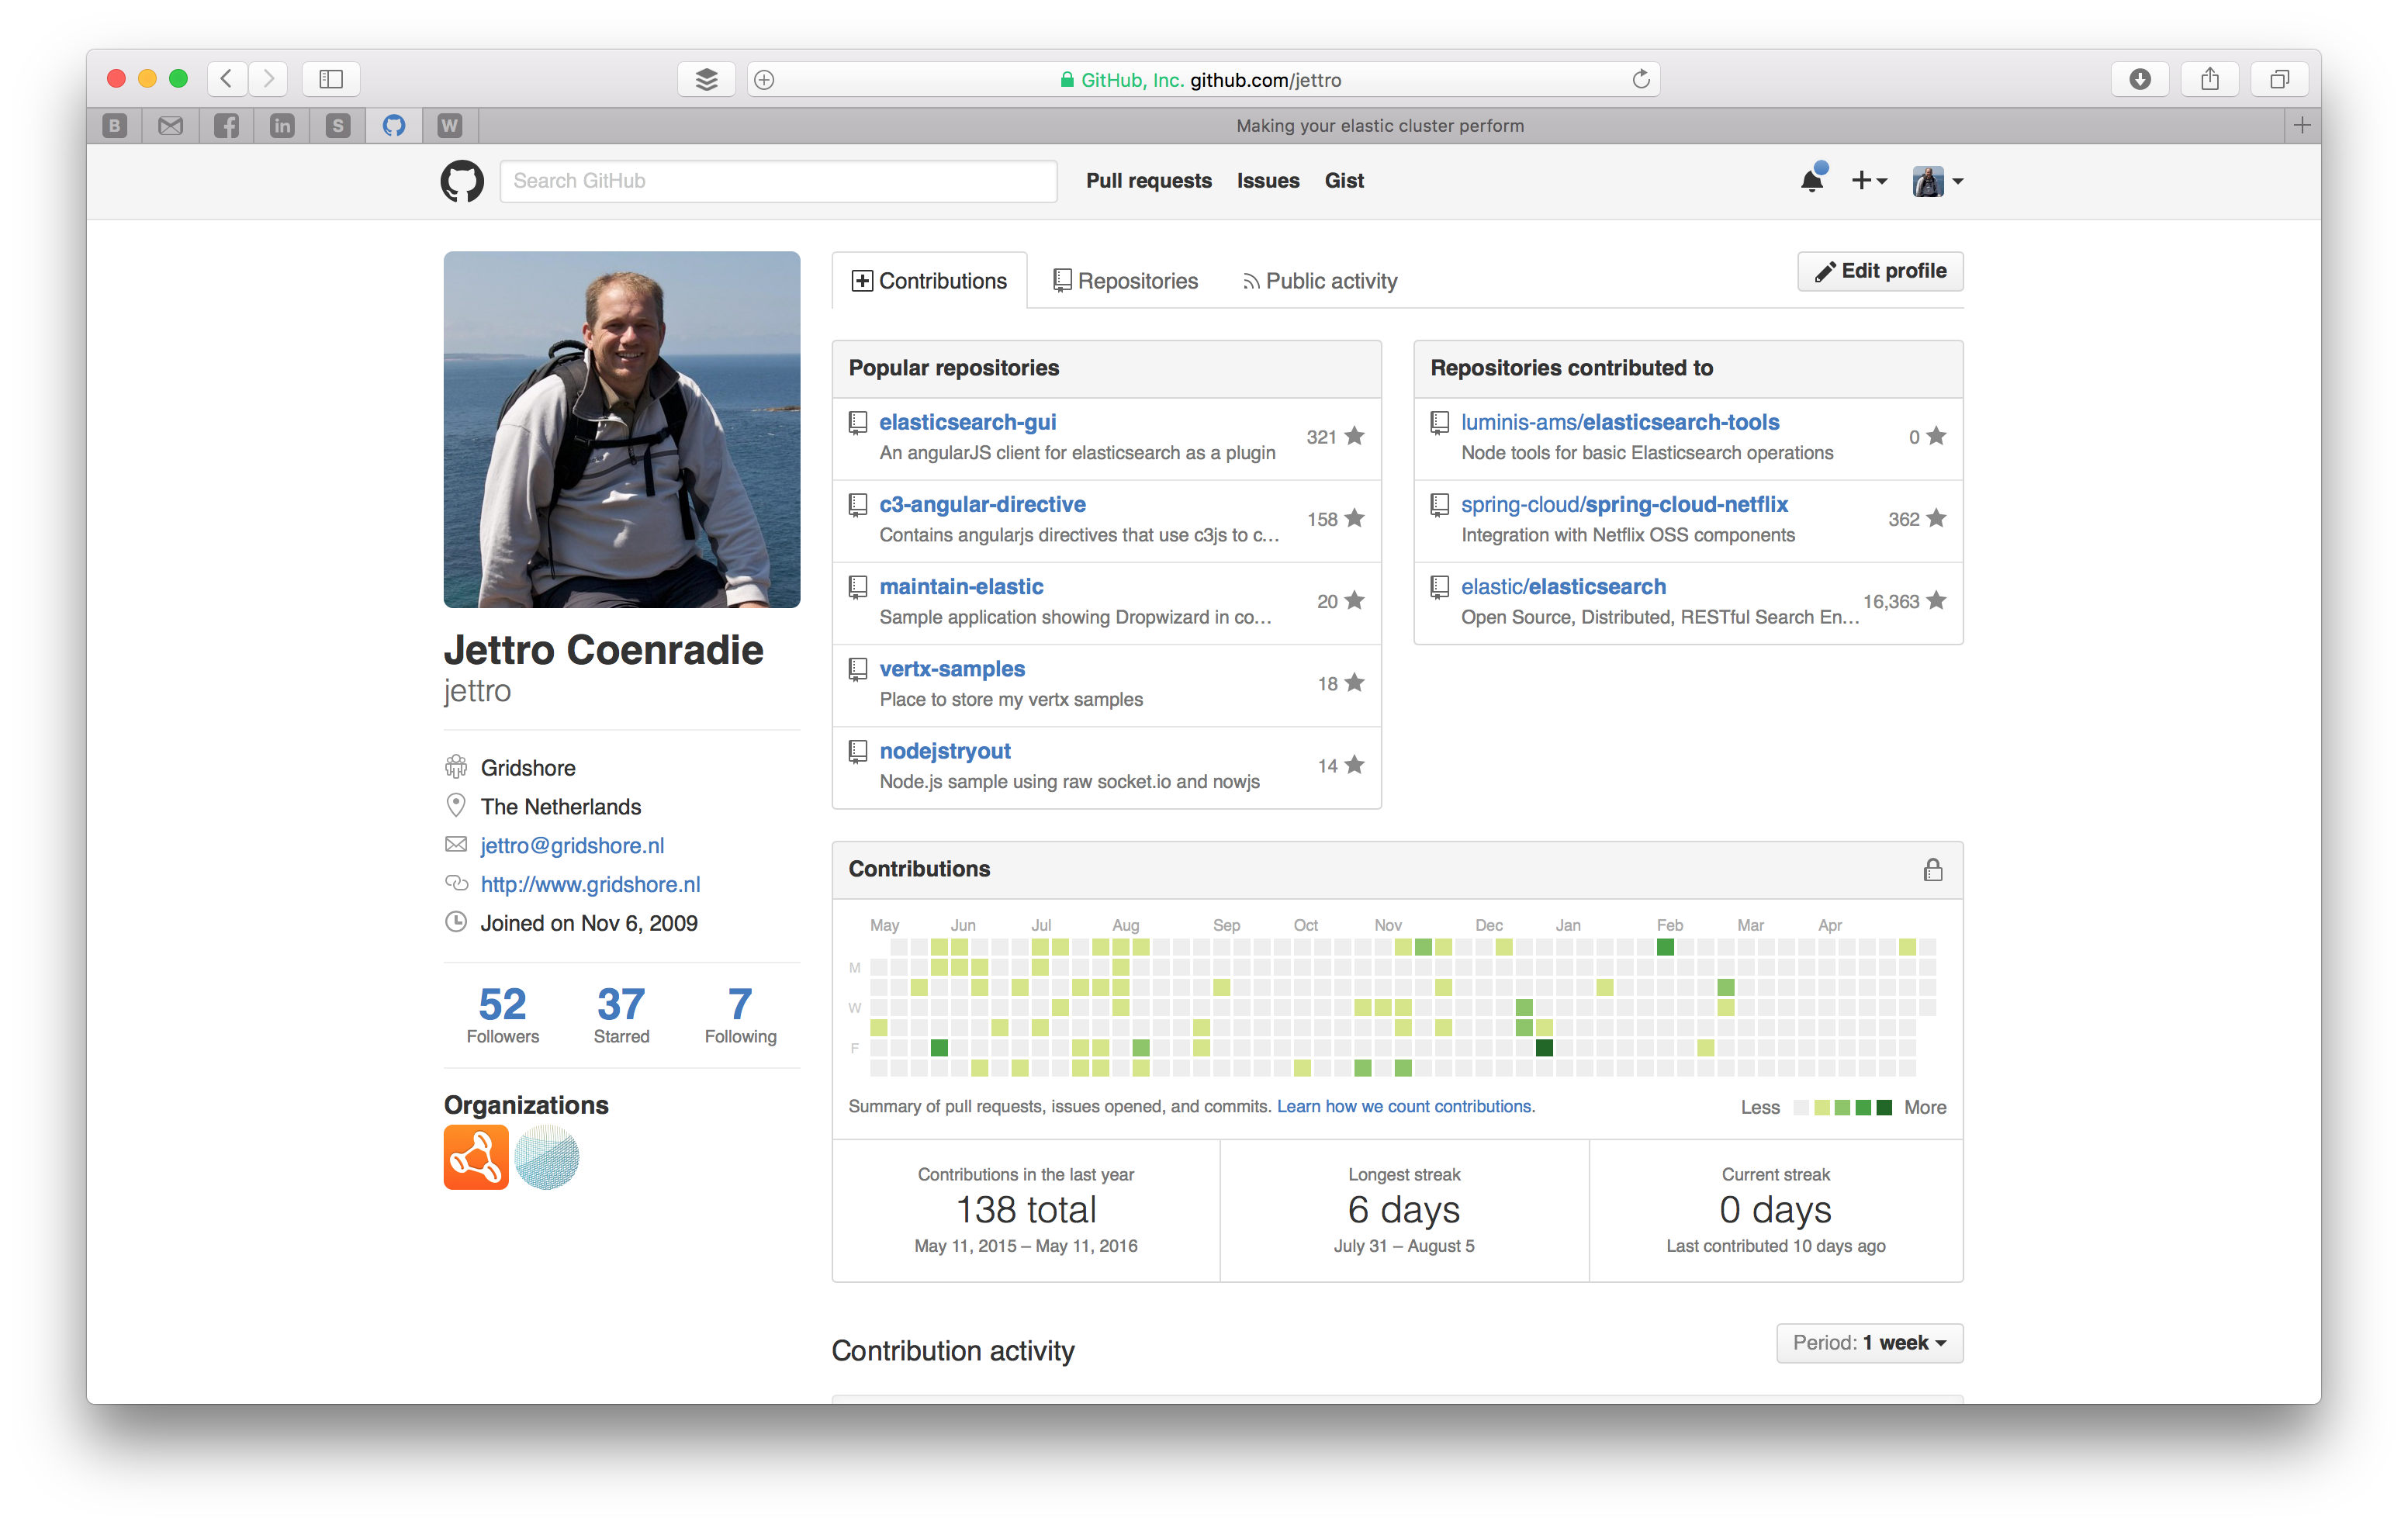 GitHub, Inc. github.com/jettro
B
in
S
W
Making your elastic cluster perform
Search GitHub
Pull requests
Issues
Gist
Contributions
Repositories
Public activity
Edit profile
Jettro Coenradie
jettro
Gridshore
The Netherlands
jettro@gridshore.nl
http://www.gridshore.nl
Joined on Nov 6, 2009
52
Followers
37
Starred
7
Following
Organizations
Popular repositories
elasticsearch-gui
An angularJS client for elasticsearch as a plugin
321
c3-angular-directive
Contains angularjs directives that use c3js to c...
158
maintain-elastic
Sample application showing Dropwizard in co...
20
vertx-samples
Place to store my vertx samples
18
nodejstryout
Node.js sample using raw socket.io and nowjs
14
Repositories contributed to
luminis-ams/elasticsearch-tools
Node tools for basic Elasticsearch operations
0
spring-cloud/spring-cloud-netflix
Integration with Netflix OSS components
362
elastic/elasticsearch
Open Source, Distributed, RESTful Search En...
16,363
Contributions
May Jun Jul Aug Sep Oct Nov Dec Jan Feb Mar Apr
M
W
F
Summary of pull requests, issues opened, and commits. Learn how we count contributions.
Less More
Contributions in the last year
138 total
May 11, 2015 – May 11, 2016
Longest streak
6 days
July 31 – August 5
Current streak
0 days
Last contributed 10 days ago
Contribution activity
Period: 1 week